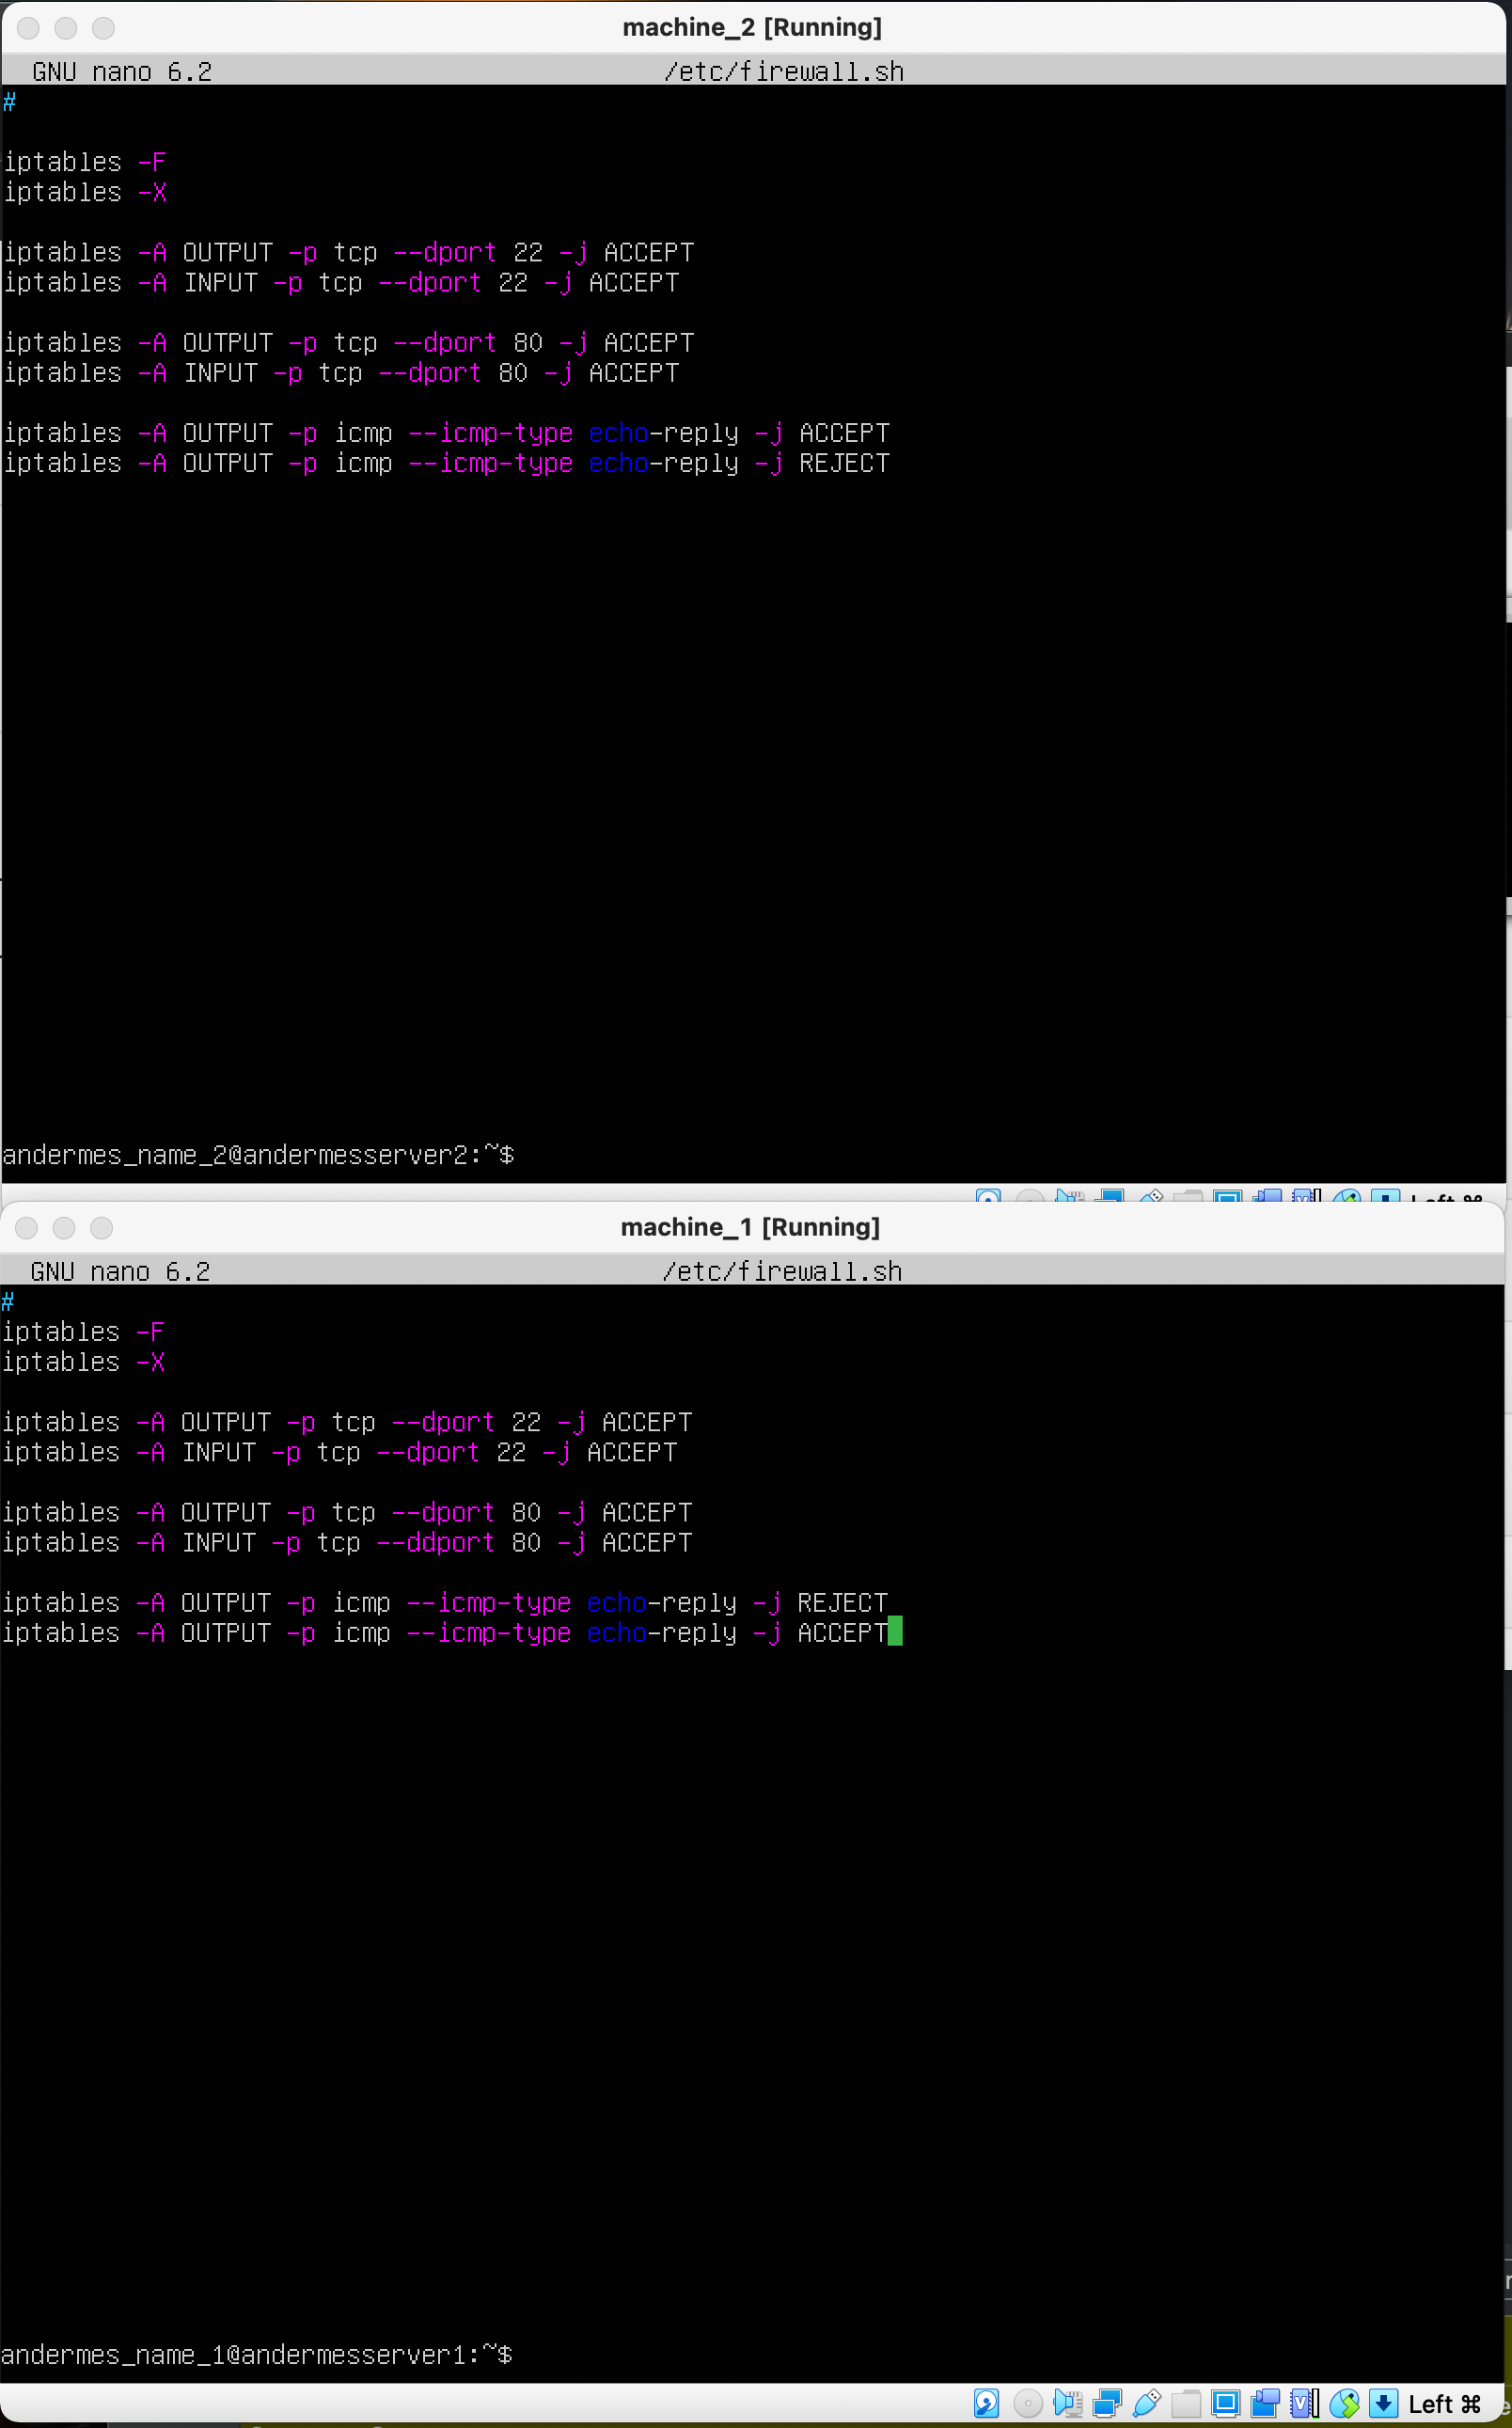 machine_2 [Running]
GNU nano 6.2 /etc/firewall.sh
#
iptables -F
iptables -X
iptables -A OUTPUT -p tcp --dport 22 -j ACCEPT
iptables -A INPUT -p tcp --dport 22 -j ACCEPT
iptables -A OUTPUT -p tcp --dport 80 -j ACCEPT
iptables -A INPUT -p tcp --dport 80 -j ACCEPT
iptables -A OUTPUT -p icmp --icmp-type echo-reply -j ACCEPT
iptables -A OUTPUT -p icmp --icmp-type echo-reply -j REJECT
andermes_name_2@andermesserver2:~$
Left ⌘
machine_1 [Running]
GNU nano 6.2 /etc/firewall.sh
#
iptables -F
iptables -X
iptables -A OUTPUT -p tcp --dport 22 -j ACCEPT
iptables -A INPUT -p tcp --dport 22 -j ACCEPT
iptables -A OUTPUT -p tcp --dport 80 -j ACCEPT
iptables -A INPUT -p tcp --ddport 80 -j ACCEPT
iptables -A OUTPUT -p icmp --icmp-type echo-reply -j REJECT
iptables -A OUTPUT -p icmp --icmp-type echo-reply -j ACCEPT
andermes_name_1@andermesserver1:~$
Left ⌘